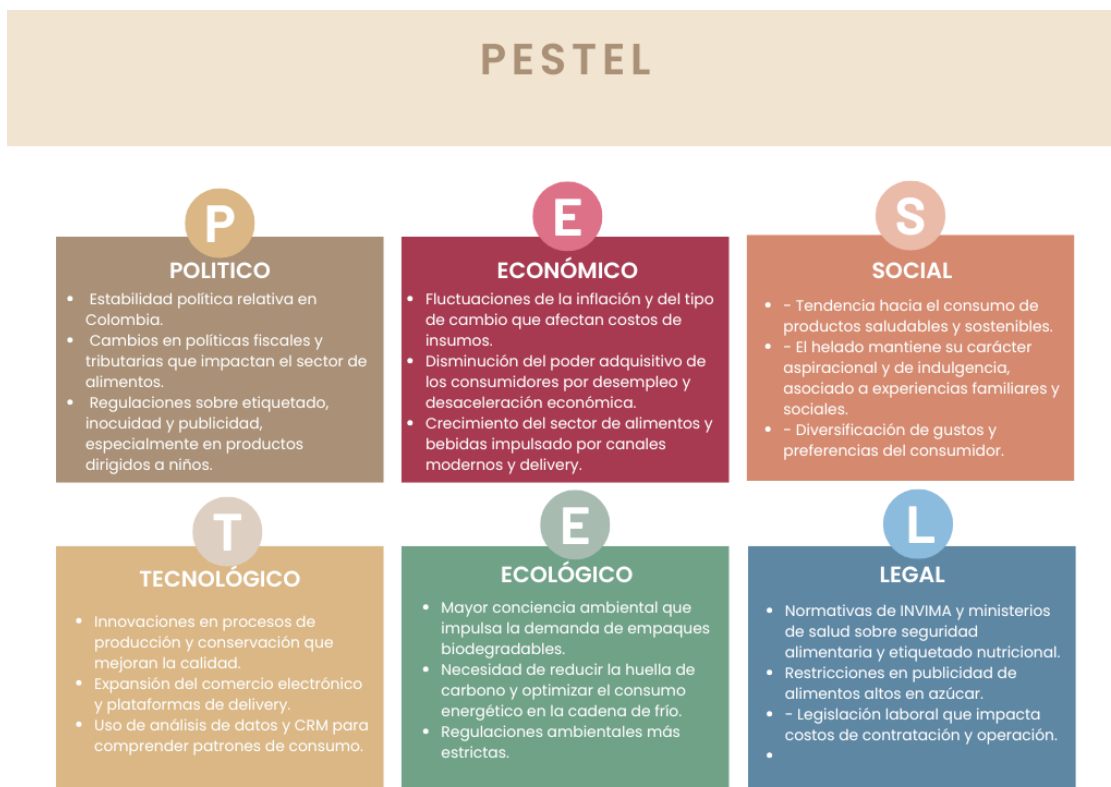 PESTEL
P
POLITICO
• Estabilidad política relativa en
Colombia.
• Cambios en políticas fiscales y
tributarias que impactan el sector de
alimentos.
• Regulaciones sobre etiquetado,
inocuidad y publicidad,
especialmente en productos
dirigidos a niños.
E
ECONÓMICO
• Fluctuaciones de la inflación y del tipo
de cambio que afectan costos de
insumos.
• Disminución del poder adquisitivo de
los consumidores por desempleo y
desaceleración económica.
• Crecimiento del sector de alimentos y
bebidas impulsado por canales
modernos y delivery.
S
SOCIAL
• - Tendencia hacia el consumo de
productos saludables y sostenibles.
• - El helado mantiene su carácter
aspiracional y de indulgencia,
asociado a experiencias familiares y
sociales.
• - Diversificación de gustos y
preferencias del consumidor.
T
TECNOLÓGICO
• Innovaciones en procesos de
producción y conservación que
mejoran la calidad.
• Expansión del comercio electrónico
y plataformas de delivery.
• Uso de análisis de datos y CRM para
comprender patrones de consumo.
E
ECOLÓGICO
• Mayor conciencia ambiental que
impulsa la demanda de empaques
biodegradables.
• Necesidad de reducir la huella de
carbono y optimizar el consumo
energético en la cadena de frío.
• Regulaciones ambientales más
estrictas.
L
LEGAL
• Normativas de INVIMA y ministerios
de salud sobre seguridad
alimentaria y etiquetado nutricional.
• Restricciones en publicidad de
alimentos altos en azúcar.
• - Legislación laboral que impacta
costos de contratación y operación.
•